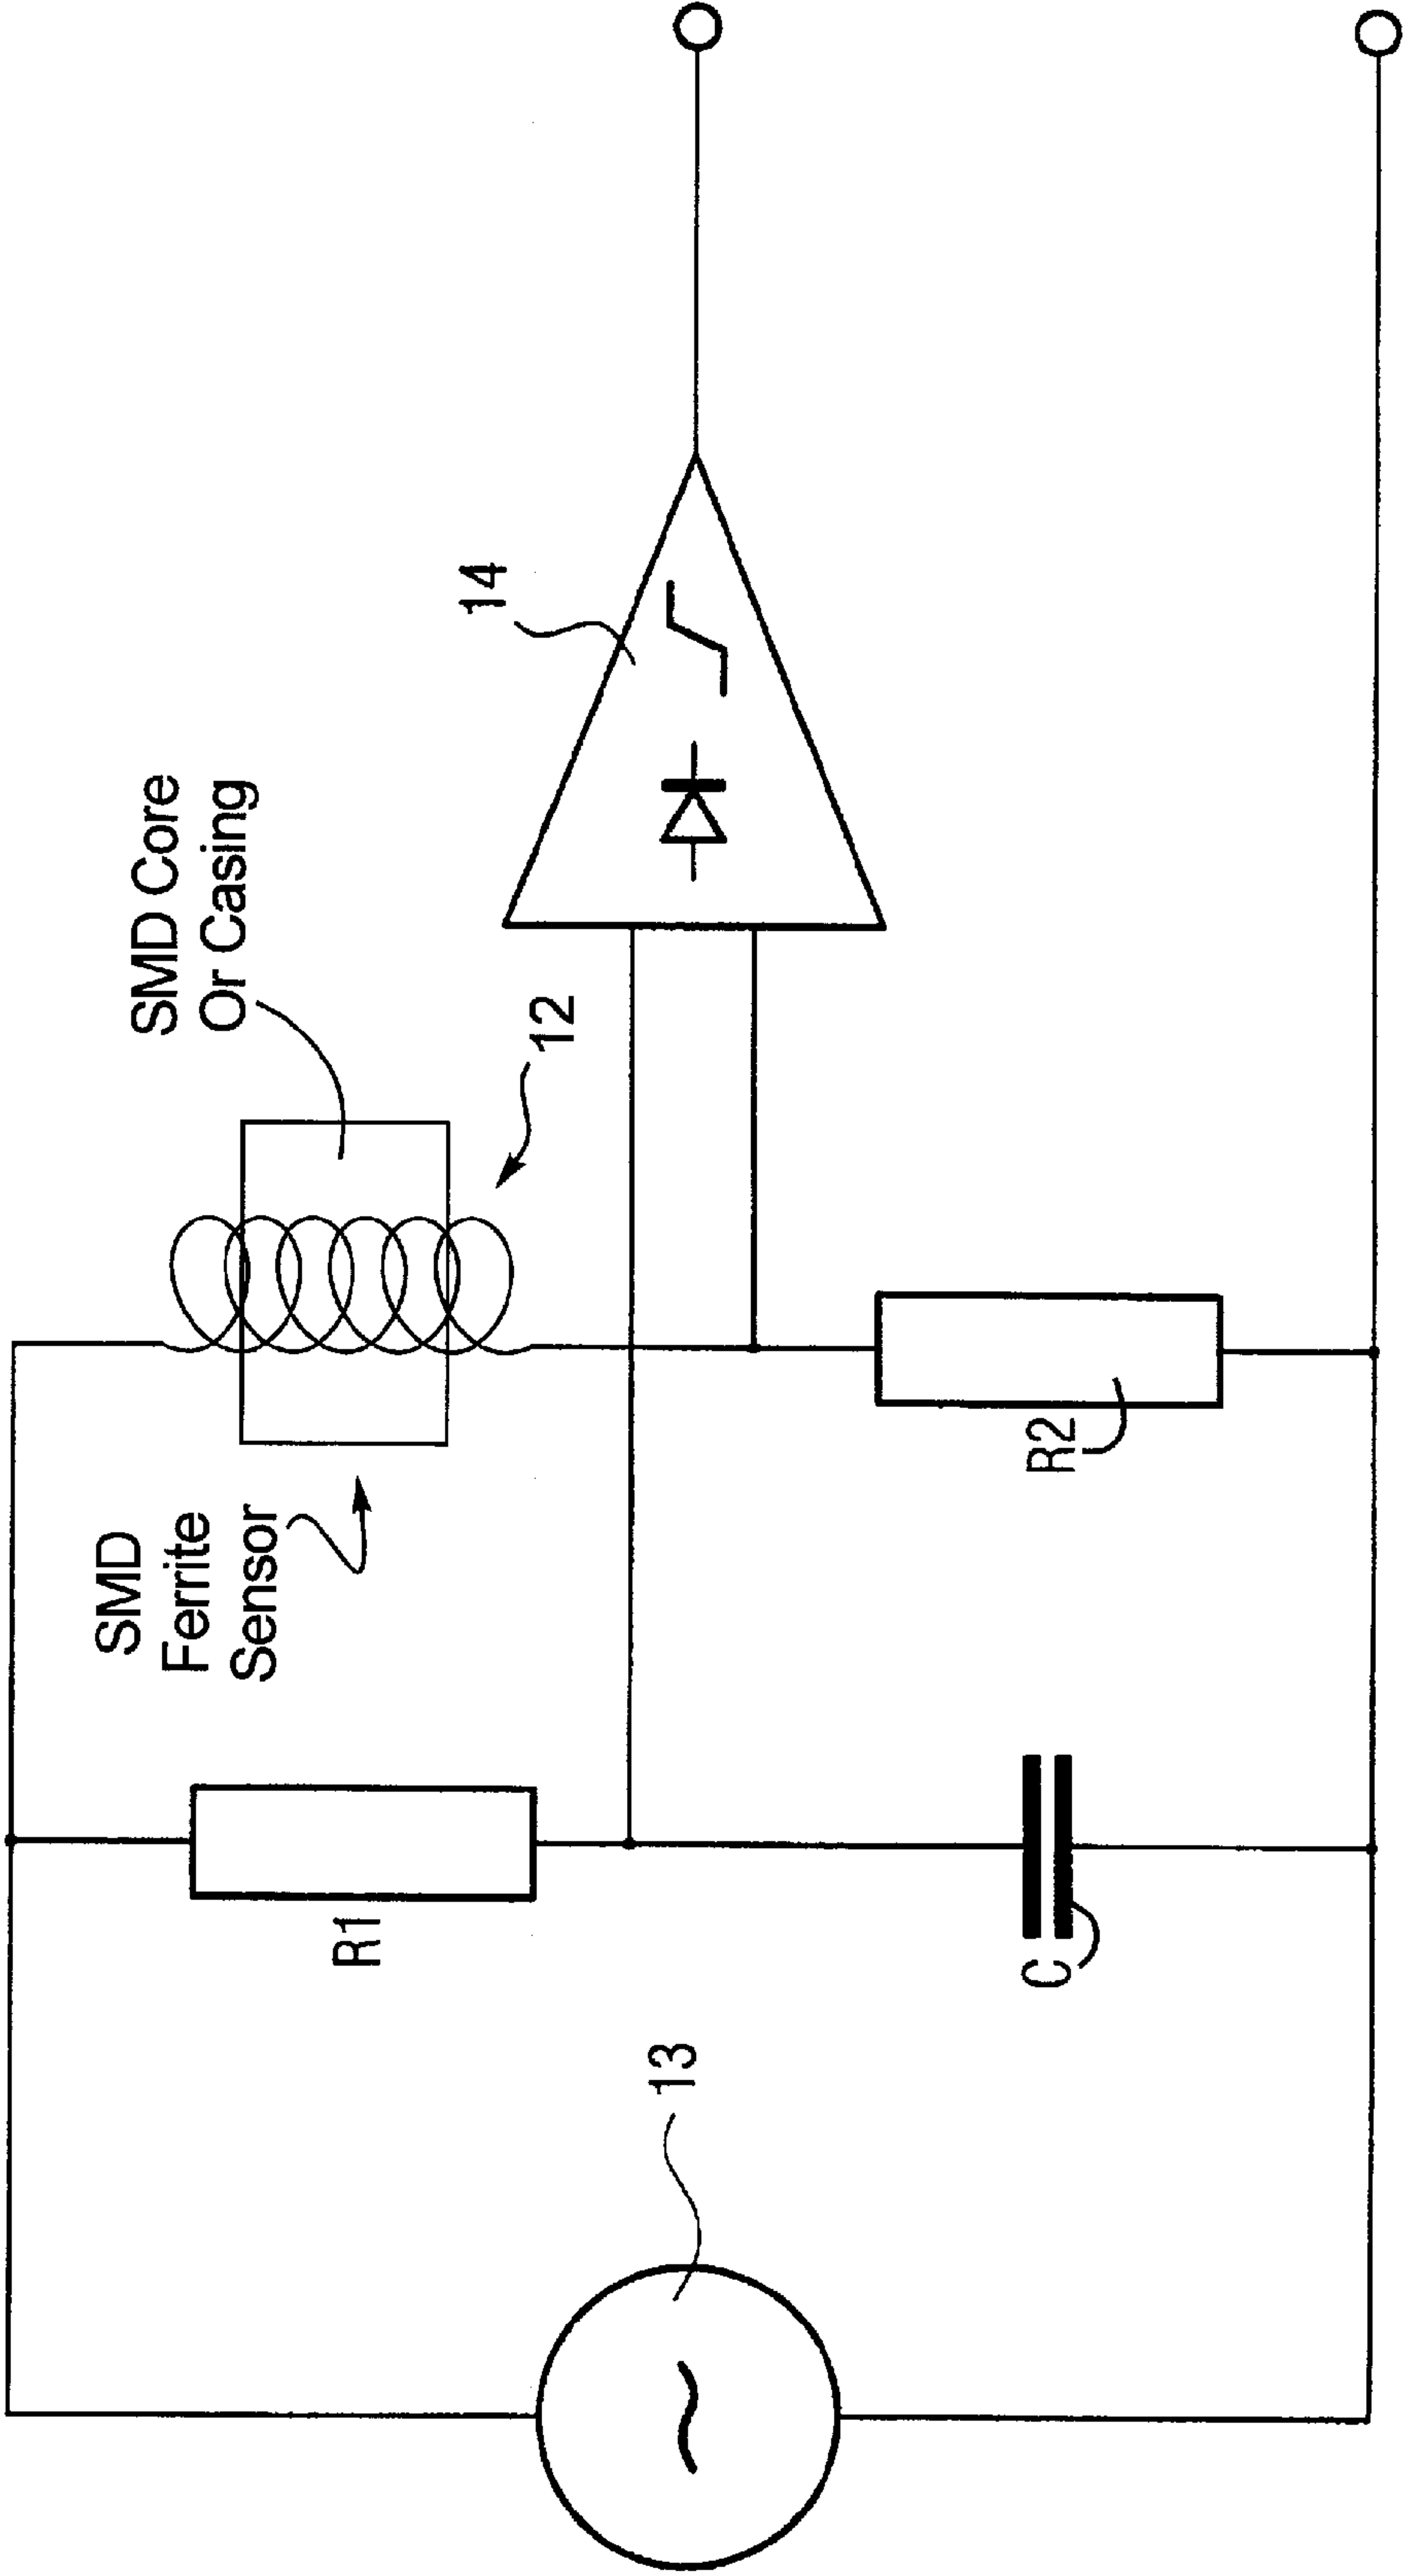 SMD Core
Or Casing
14
12
SMD
Ferrite
Sensor
R1
R2
C
13